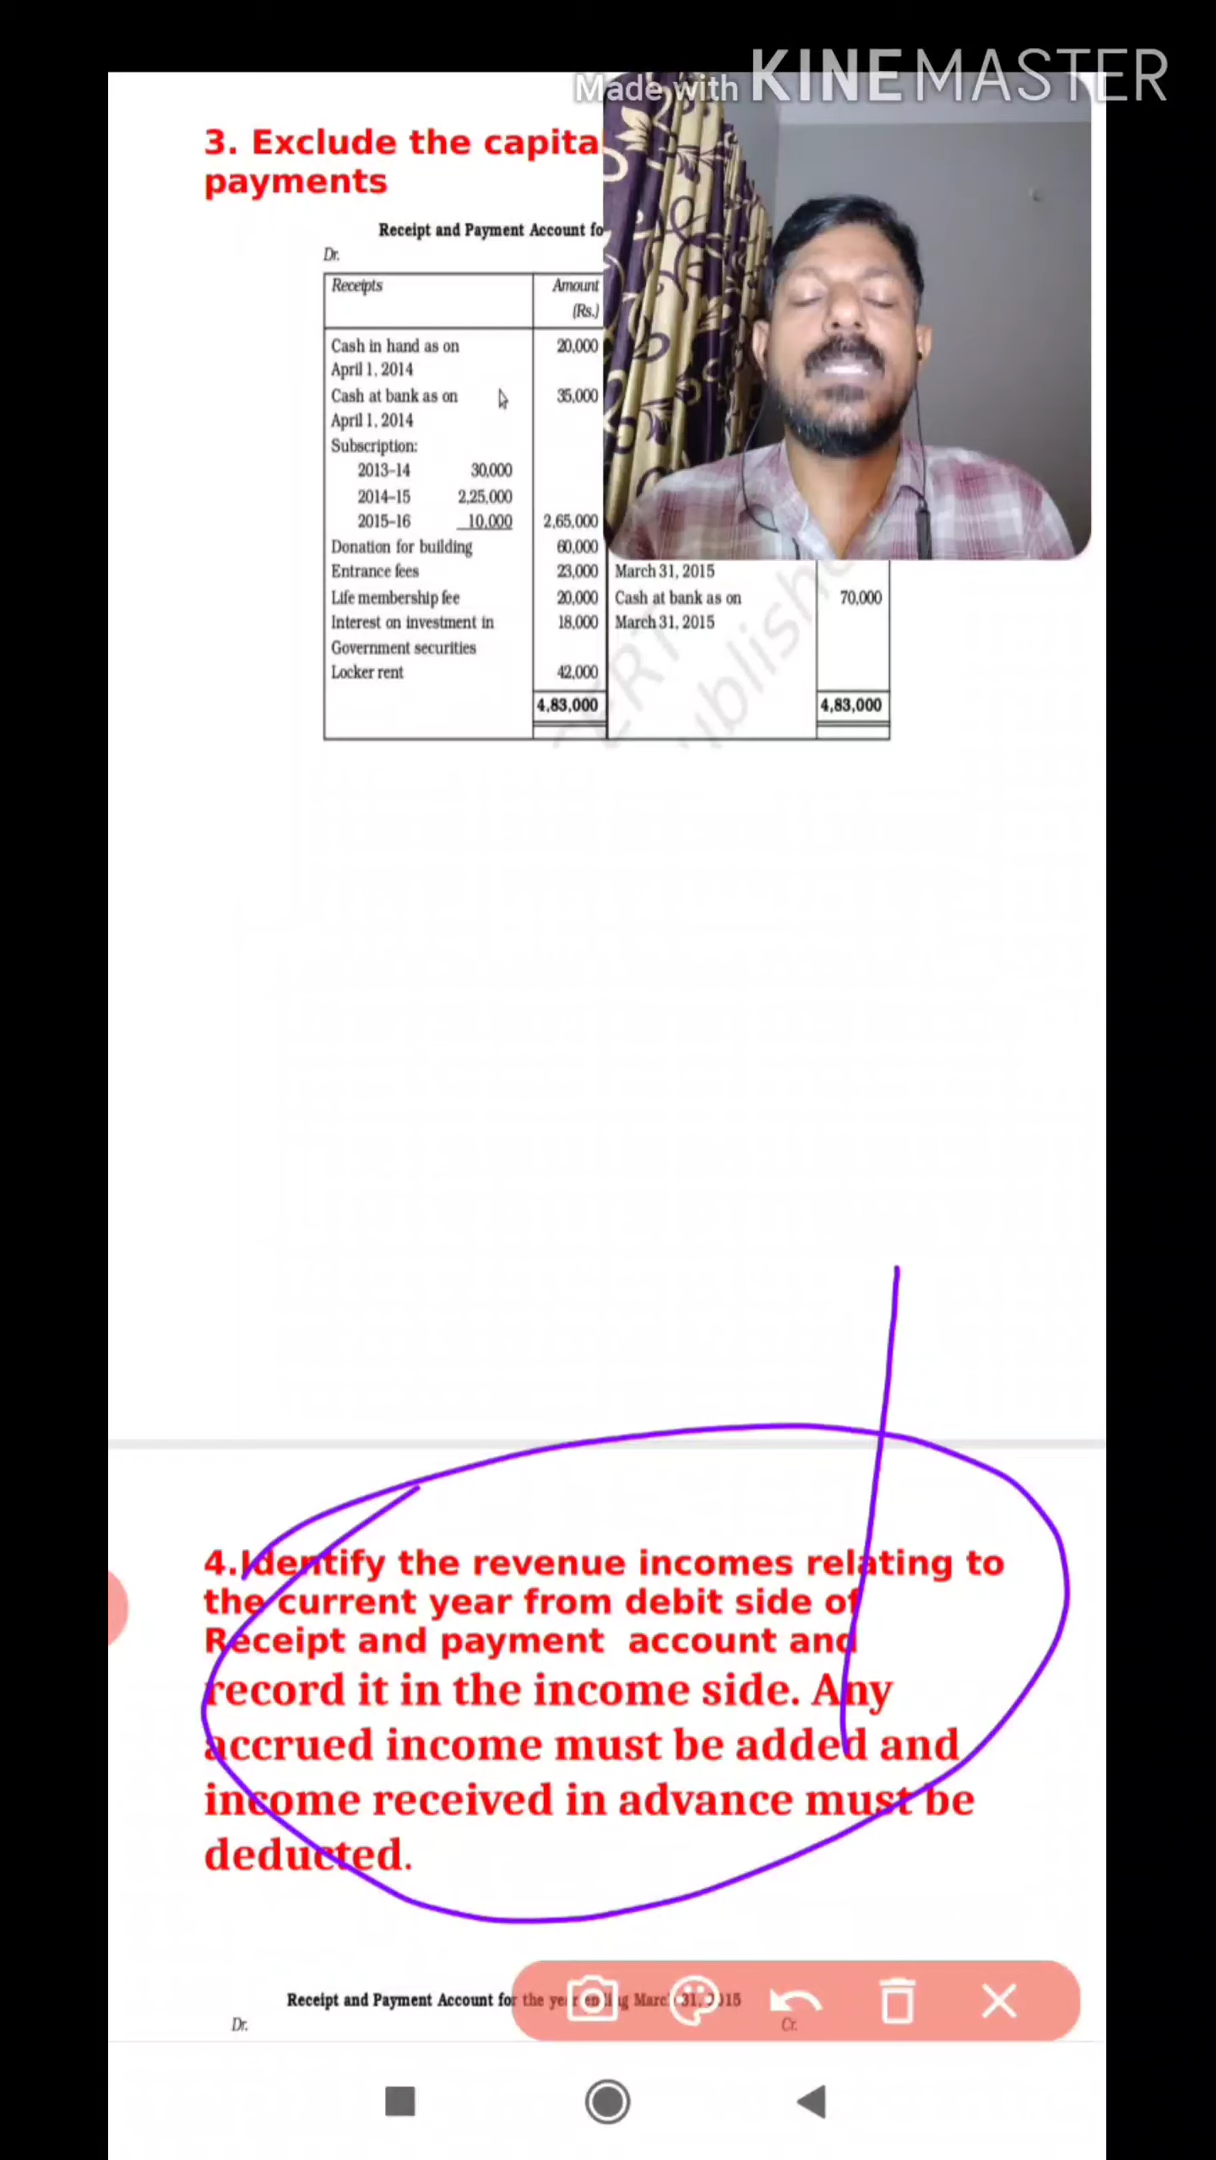 Made with KINEMASTER
3. Exclude the capita
payments
Receipt and Payment Account fo
Dr.
Receipts Amount
(Rs.)
Cash in hand as on 20,000
April 1, 2014
Cash at bank as on 35,000
April 1, 2014
Subscription:
2013–14 30,000
2014–15 2,25,000
2015–16 10,000 2,65,000
Donation for building 60,000
Entrance fees 23,000 March 31, 2015
Life membership fee 20,000 Cash at bank as on 70,000
Interest on investment in 18,000 March 31, 2015
Government securities
Locker rent 42,000
4,83,000 4,83,000
4.Identify the revenue incomes relating to
the current year from debit side of
Receipt and payment account and
record it in the income side. Any
accrued income must be added and
income received in advance must be
deducted.
Receipt and Payment Account for the year ending March 31, 2015
Dr. Cr.